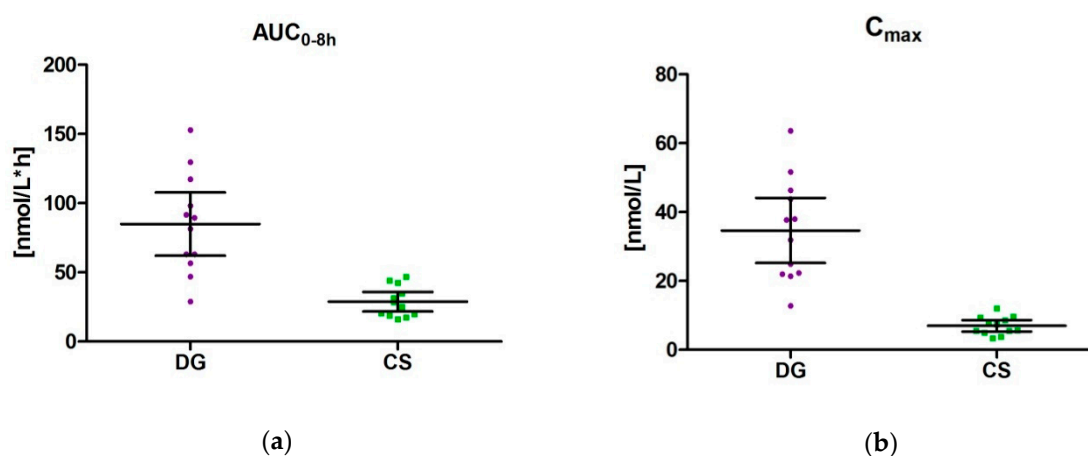 AUC0-8h
200
150
100
50
0
[nmol/L*h]
DG CS
(a)
Cmax
80
60
40
20
0
[nmol/L]
DG CS
(b)